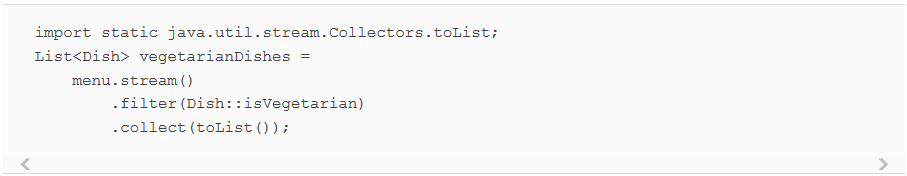 import static java.util.stream.Collectors.toList;
List<Dish> vegetarianDishes =
    menu.stream()
        .filter(Dish::isVegetarian)
        .collect(toList());